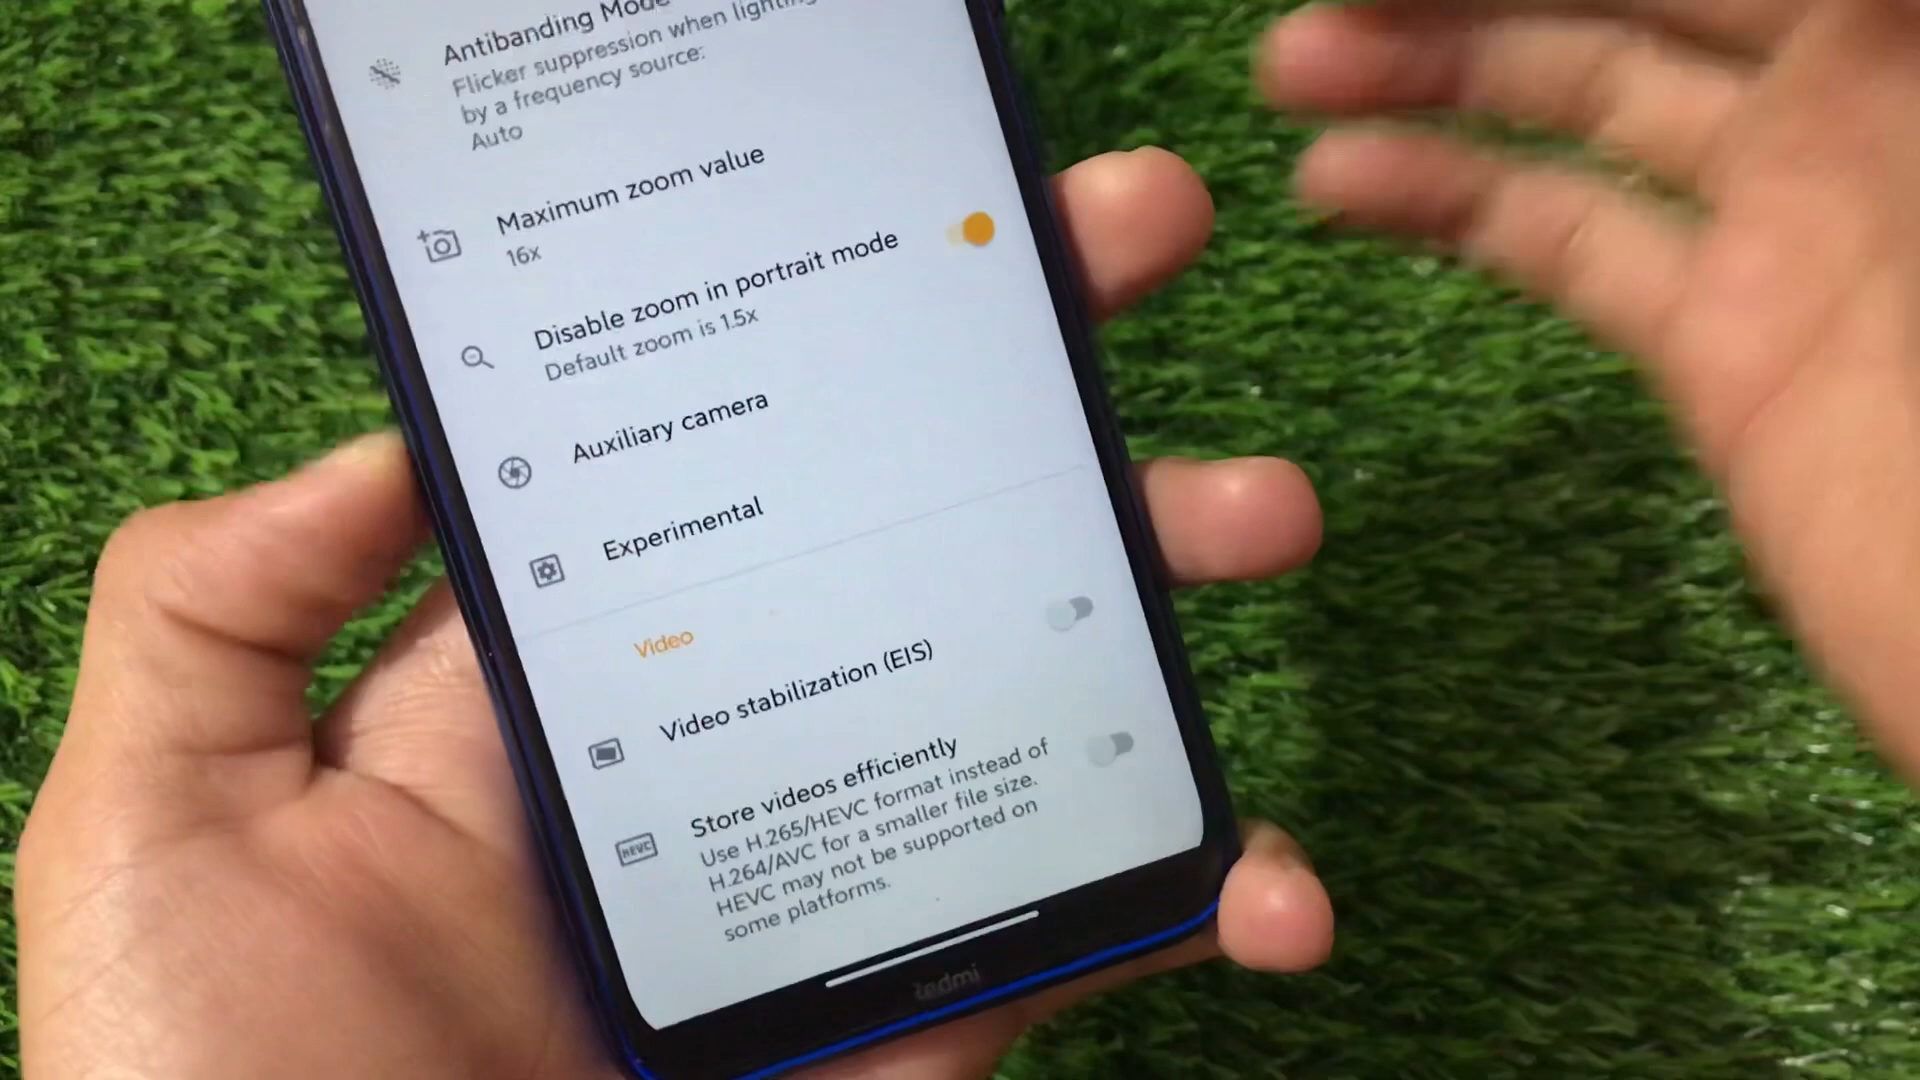 Antibanding Mode
Flicker suppression when lighting
by a frequency source:
Auto
Maximum zoom value
16x
Disable zoom in portrait mode
Default zoom is 1.5x
Auxiliary camera
Experimental
Video
Video stabilization (EIS)
Store videos efficiently
Use H.265/HEVC format instead of
H.264/AVC for a smaller file size.
HEVC may not be supported on
some platforms.
HEVC
Redmi